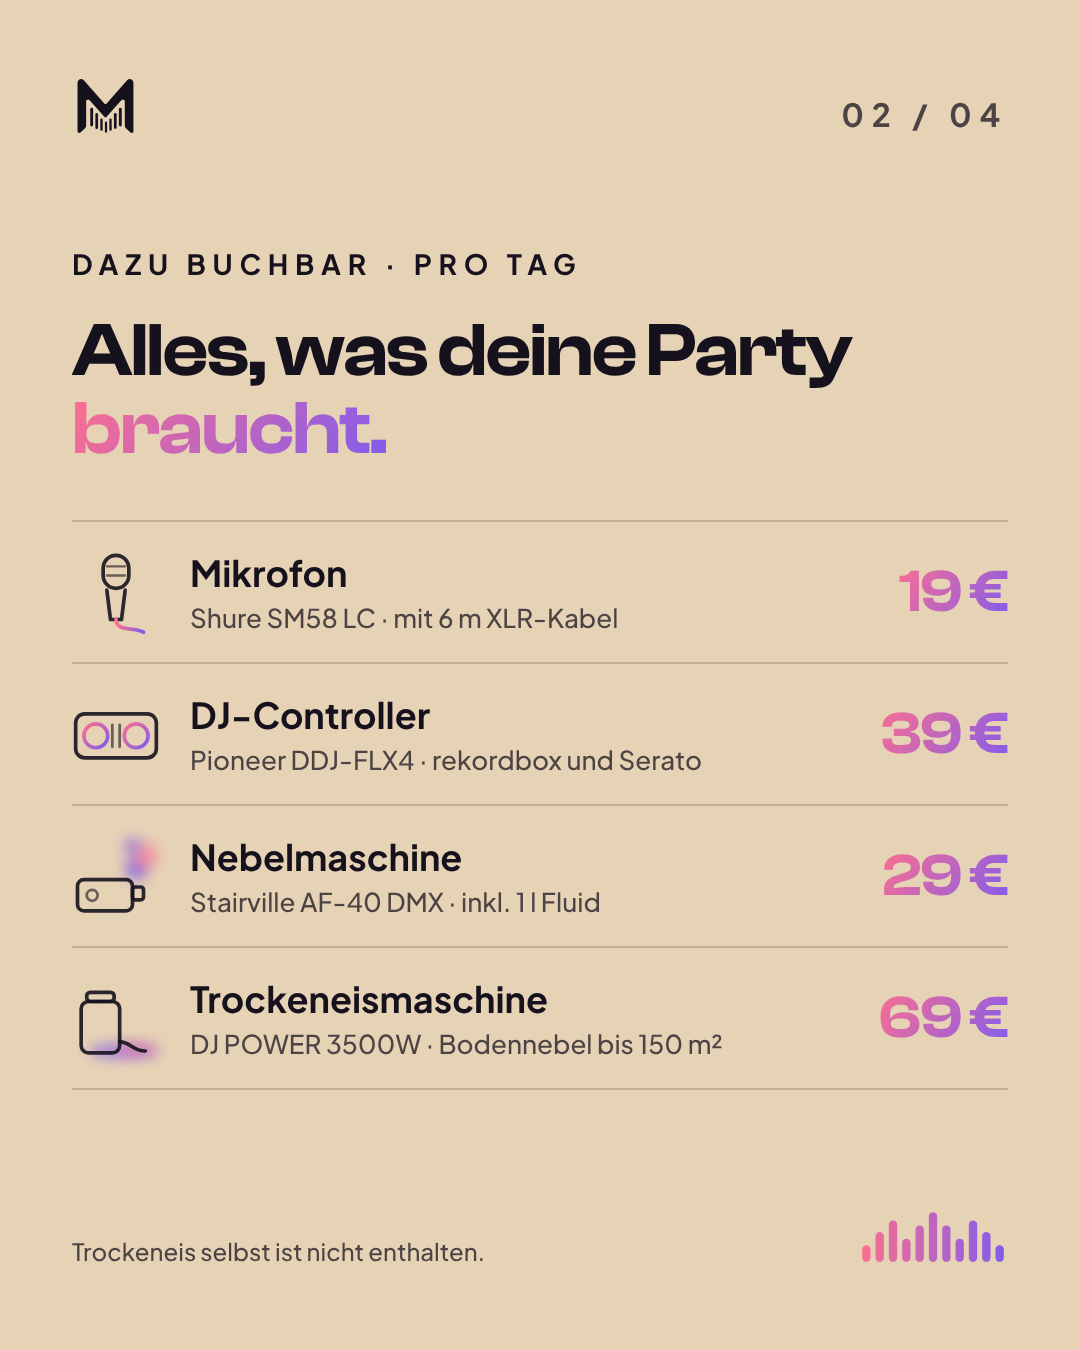 M
02 / 04
DAZU BUCHBAR · PRO TAG
Alles, was deine Party
braucht.
Mikrofon
19 €
Shure SM58 LC · mit 6 m XLR-Kabel
DJ-Controller
39 €
Pioneer DDJ-FLX4 · rekordbox und Serato
Nebelmaschine
29 €
Stairville AF-40 DMX · inkl. 1 l Fluid
Trockeneismaschine
69 €
DJ POWER 3500W · Bodennebel bis 150 m²
Trockeneis selbst ist nicht enthalten.